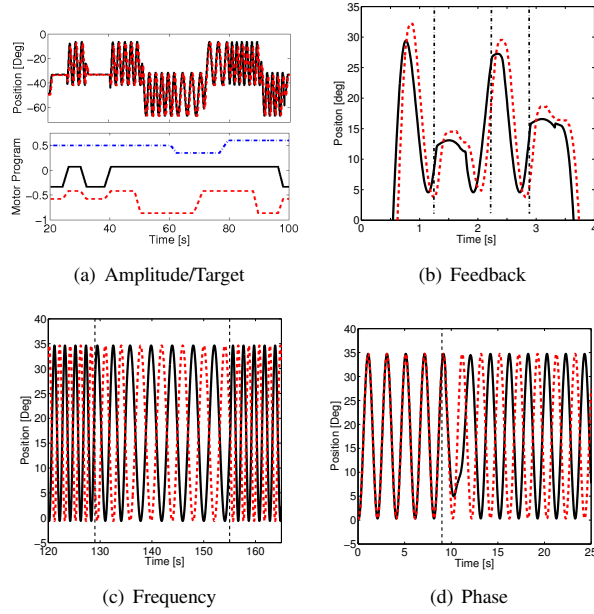 0
−20
−40
−60
Position [Deg]
0.5
0
−0.5
−1
Motor Program
20 40 60 80 100
Time [s]
(a) Amplitude/Target
35
30
25
20
15
10
5
0
Positon [deg]
0 1 2 3 4
Time [s]
(b) Feedback
40
35
30
25
20
15
10
5
0
−5
Position [Deg]
120 130 140 150 160
Time [s]
(c) Frequency
40
35
30
25
20
15
10
5
0
−5
Position [Deg]
0 5 10 15 20 25
Time [s]
(d) Phase